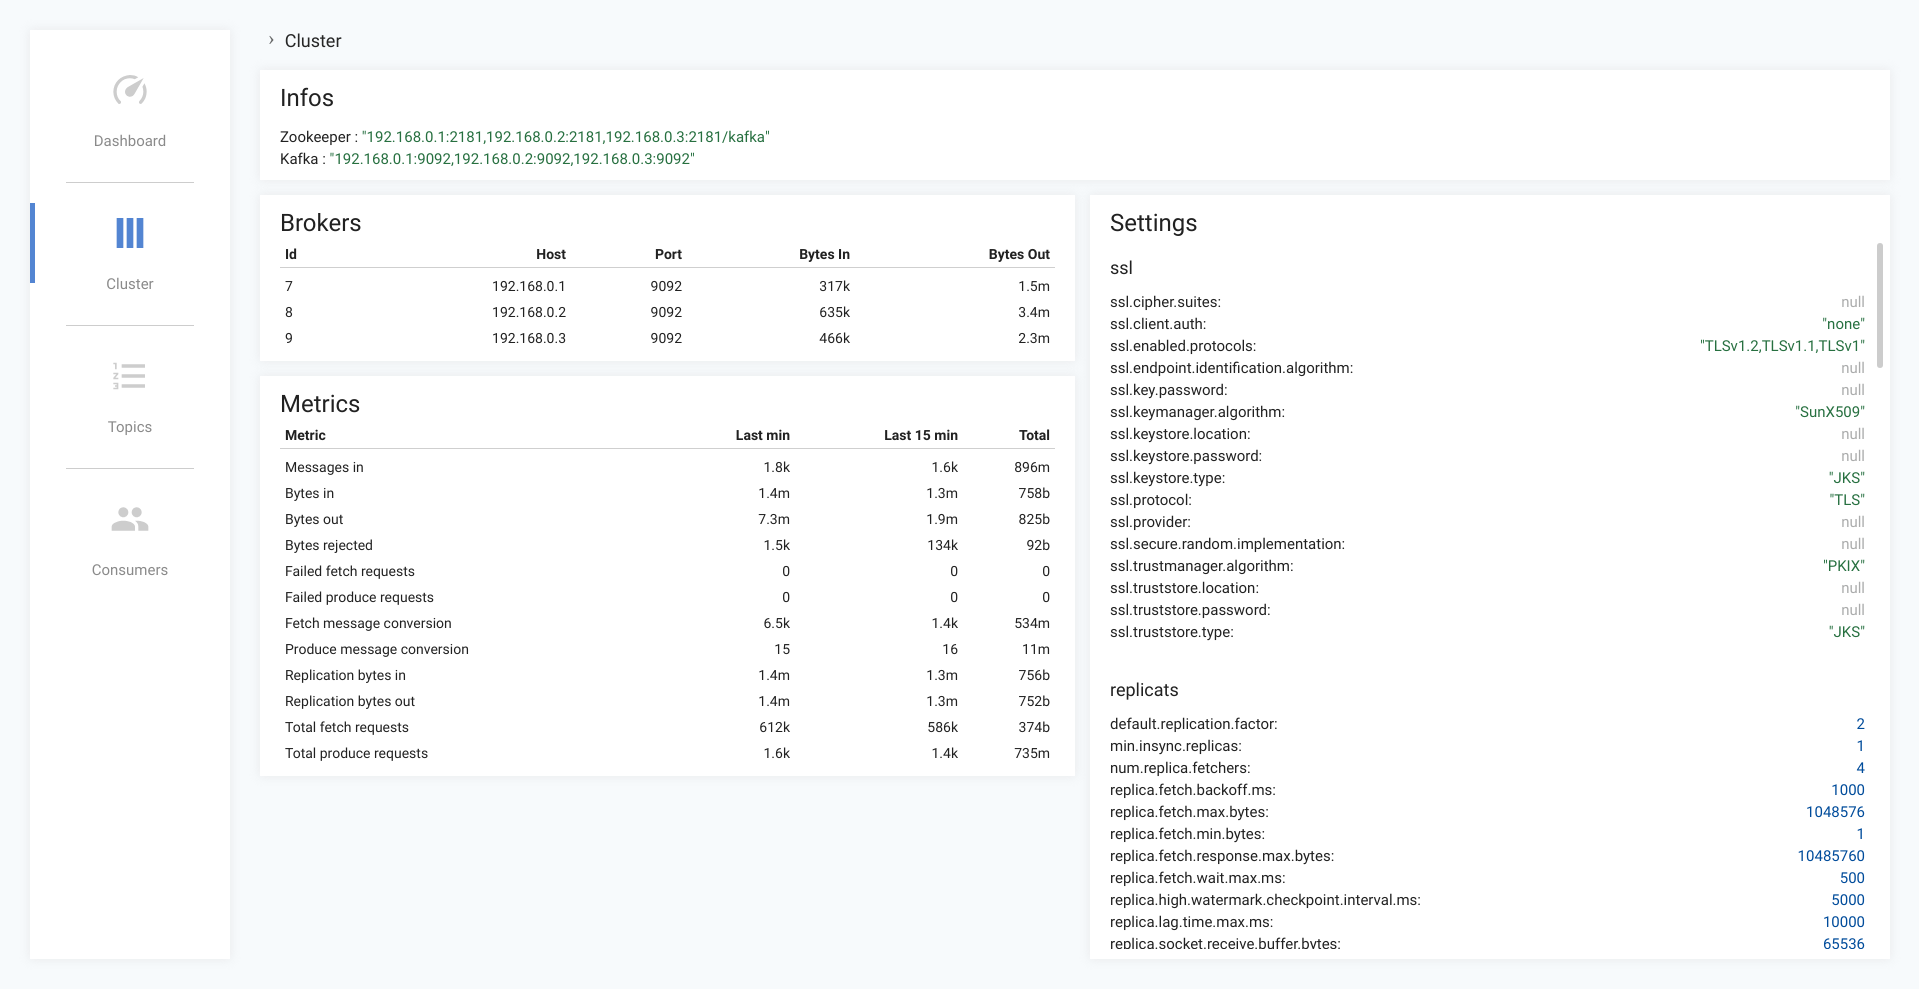 Dashboard
Cluster
Topics
Consumers
› Cluster
Infos
Zookeeper : "192.168.0.1:2181,192.168.0.2:2181,192.168.0.3:2181/kafka"
Kafka : "192.168.0.1:9092,192.168.0.2:9092,192.168.0.3:9092"
Brokers
Id Host Port Bytes In Bytes Out
7 192.168.0.1 9092 317k 1.5m
8 192.168.0.2 9092 635k 3.4m
9 192.168.0.3 9092 466k 2.3m
Metrics
Metric Last min Last 15 min Total
Messages in 1.8k 1.6k 896m
Bytes in 1.4m 1.3m 758b
Bytes out 7.3m 1.9m 825b
Bytes rejected 1.5k 134k 92b
Failed fetch requests 0 0 0
Failed produce requests 0 0 0
Fetch message conversion 6.5k 1.4k 534m
Produce message conversion 15 16 11m
Replication bytes in 1.4m 1.3m 756b
Replication bytes out 1.4m 1.3m 752b
Total fetch requests 612k 586k 374b
Total produce requests 1.6k 1.4k 735m
Settings
ssl
ssl.cipher.suites: null
ssl.client.auth: "none"
ssl.enabled.protocols: "TLSv1.2,TLSv1.1,TLSv1"
ssl.endpoint.identification.algorithm: null
ssl.key.password: null
ssl.keymanager.algorithm: "SunX509"
ssl.keystore.location: null
ssl.keystore.password: null
ssl.keystore.type: "JKS"
ssl.protocol: "TLS"
ssl.provider: null
ssl.secure.random.implementation: null
ssl.trustmanager.algorithm: "PKIX"
ssl.truststore.location: null
ssl.truststore.password: null
ssl.truststore.type: "JKS"
replicats
default.replication.factor: 2
min.insync.replicas: 1
num.replica.fetchers: 4
replica.fetch.backoff.ms: 1000
replica.fetch.max.bytes: 1048576
replica.fetch.min.bytes: 1
replica.fetch.response.max.bytes: 10485760
replica.fetch.wait.max.ms: 500
replica.high.watermark.checkpoint.interval.ms: 5000
replica.lag.time.max.ms: 10000
replica.socket.receive.buffer.bytes: 65536